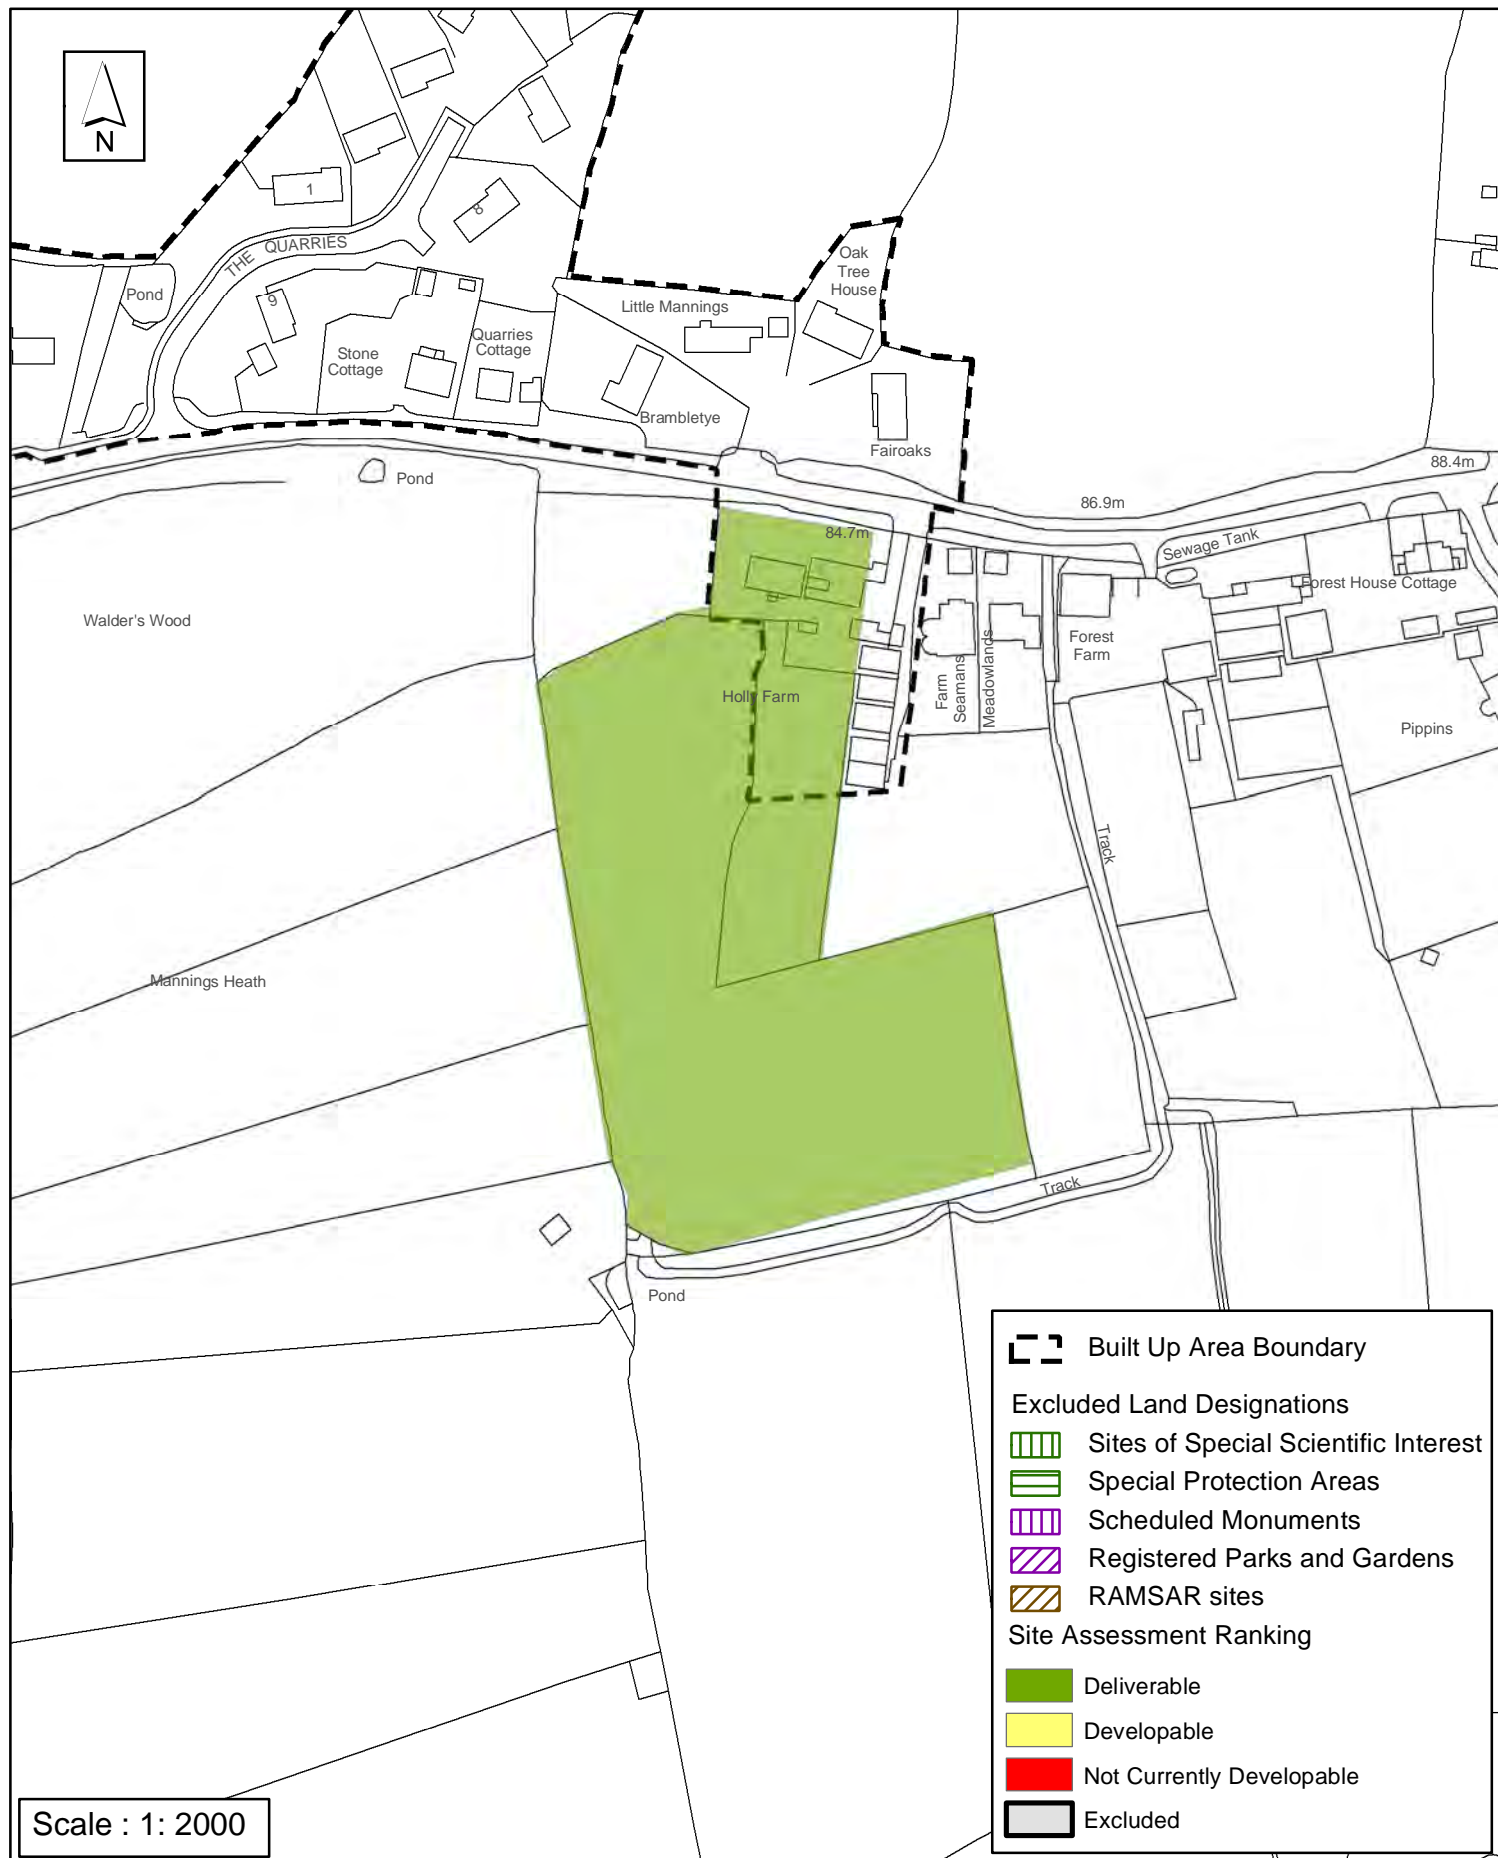 N
1
8
THE QUARRIES
Pond
9
Oak
Tree
House
Little Mannings
Quarries
Cottage
Stone
Cottage
Brambletye
Fairoaks
Pond
88.4m
86.9m
84.7m
Sewage Tank
Forest House Cottage
Walder's Wood
Forest
Farm
Farm
Seamans
Meadowlands
Holly Farm
Pippins
Track
Mannings Heath
Track
Pond
Built Up Area Boundary
Excluded Land Designations
Sites of Special Scientific Interest
Special Protection Areas
Scheduled Monuments
Registered Parks and Gardens
RAMSAR sites
Site Assessment Ranking
Deliverable
Developable
Not Currently Developable
Excluded
Scale : 1: 2000